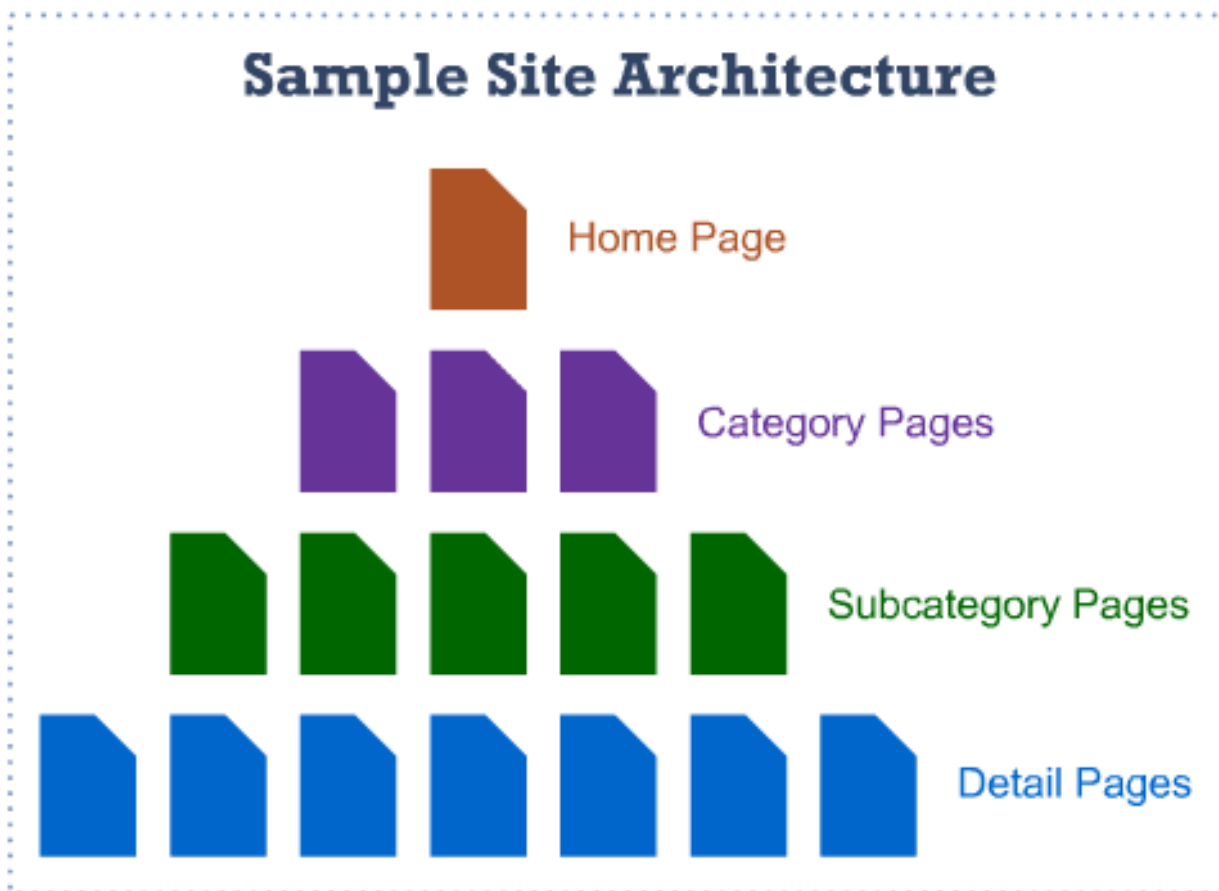 Sample Site Architecture
Home Page
Category Pages
Subcategory Pages
Detail Pages